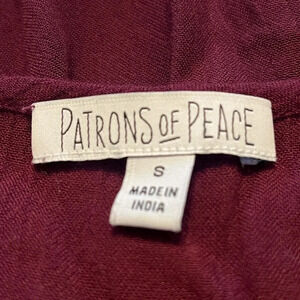 PATRONS OF PEACE
S
MADE IN
INDIA